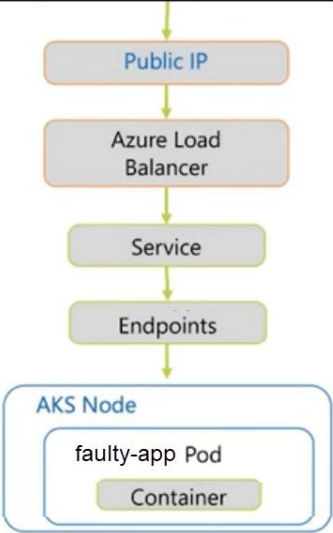 Public IP
Azure Load
Balancer
Service
Endpoints
AKS Node
faulty-app Pod
Container